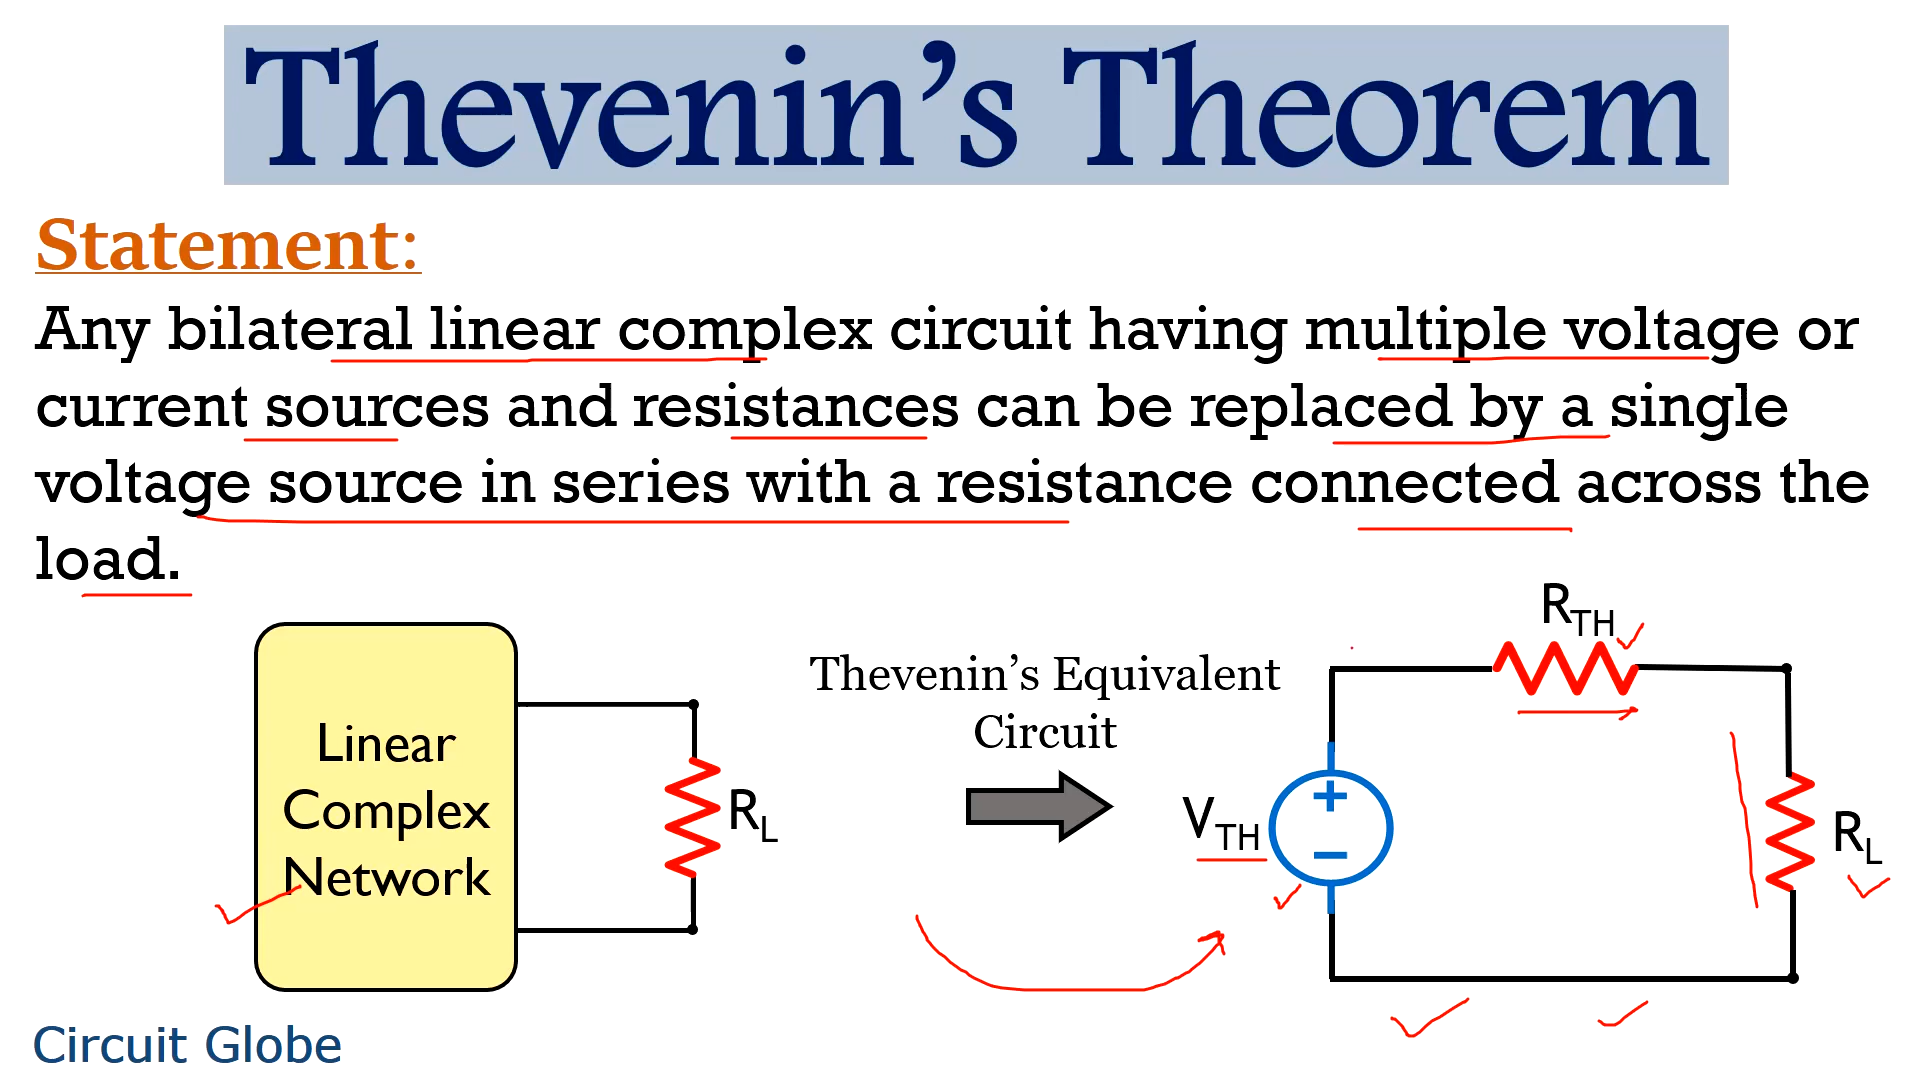 Thevenin’s Theorem
Statement:
Any bilateral linear complex circuit having multiple voltage or
current sources and resistances can be replaced by a single
voltage source in series with a resistance connected across the
load.
Linear
Complex
Network
RL
Thevenin’s Equivalent
Circuit
RTH
VTH
RL
Circuit Globe